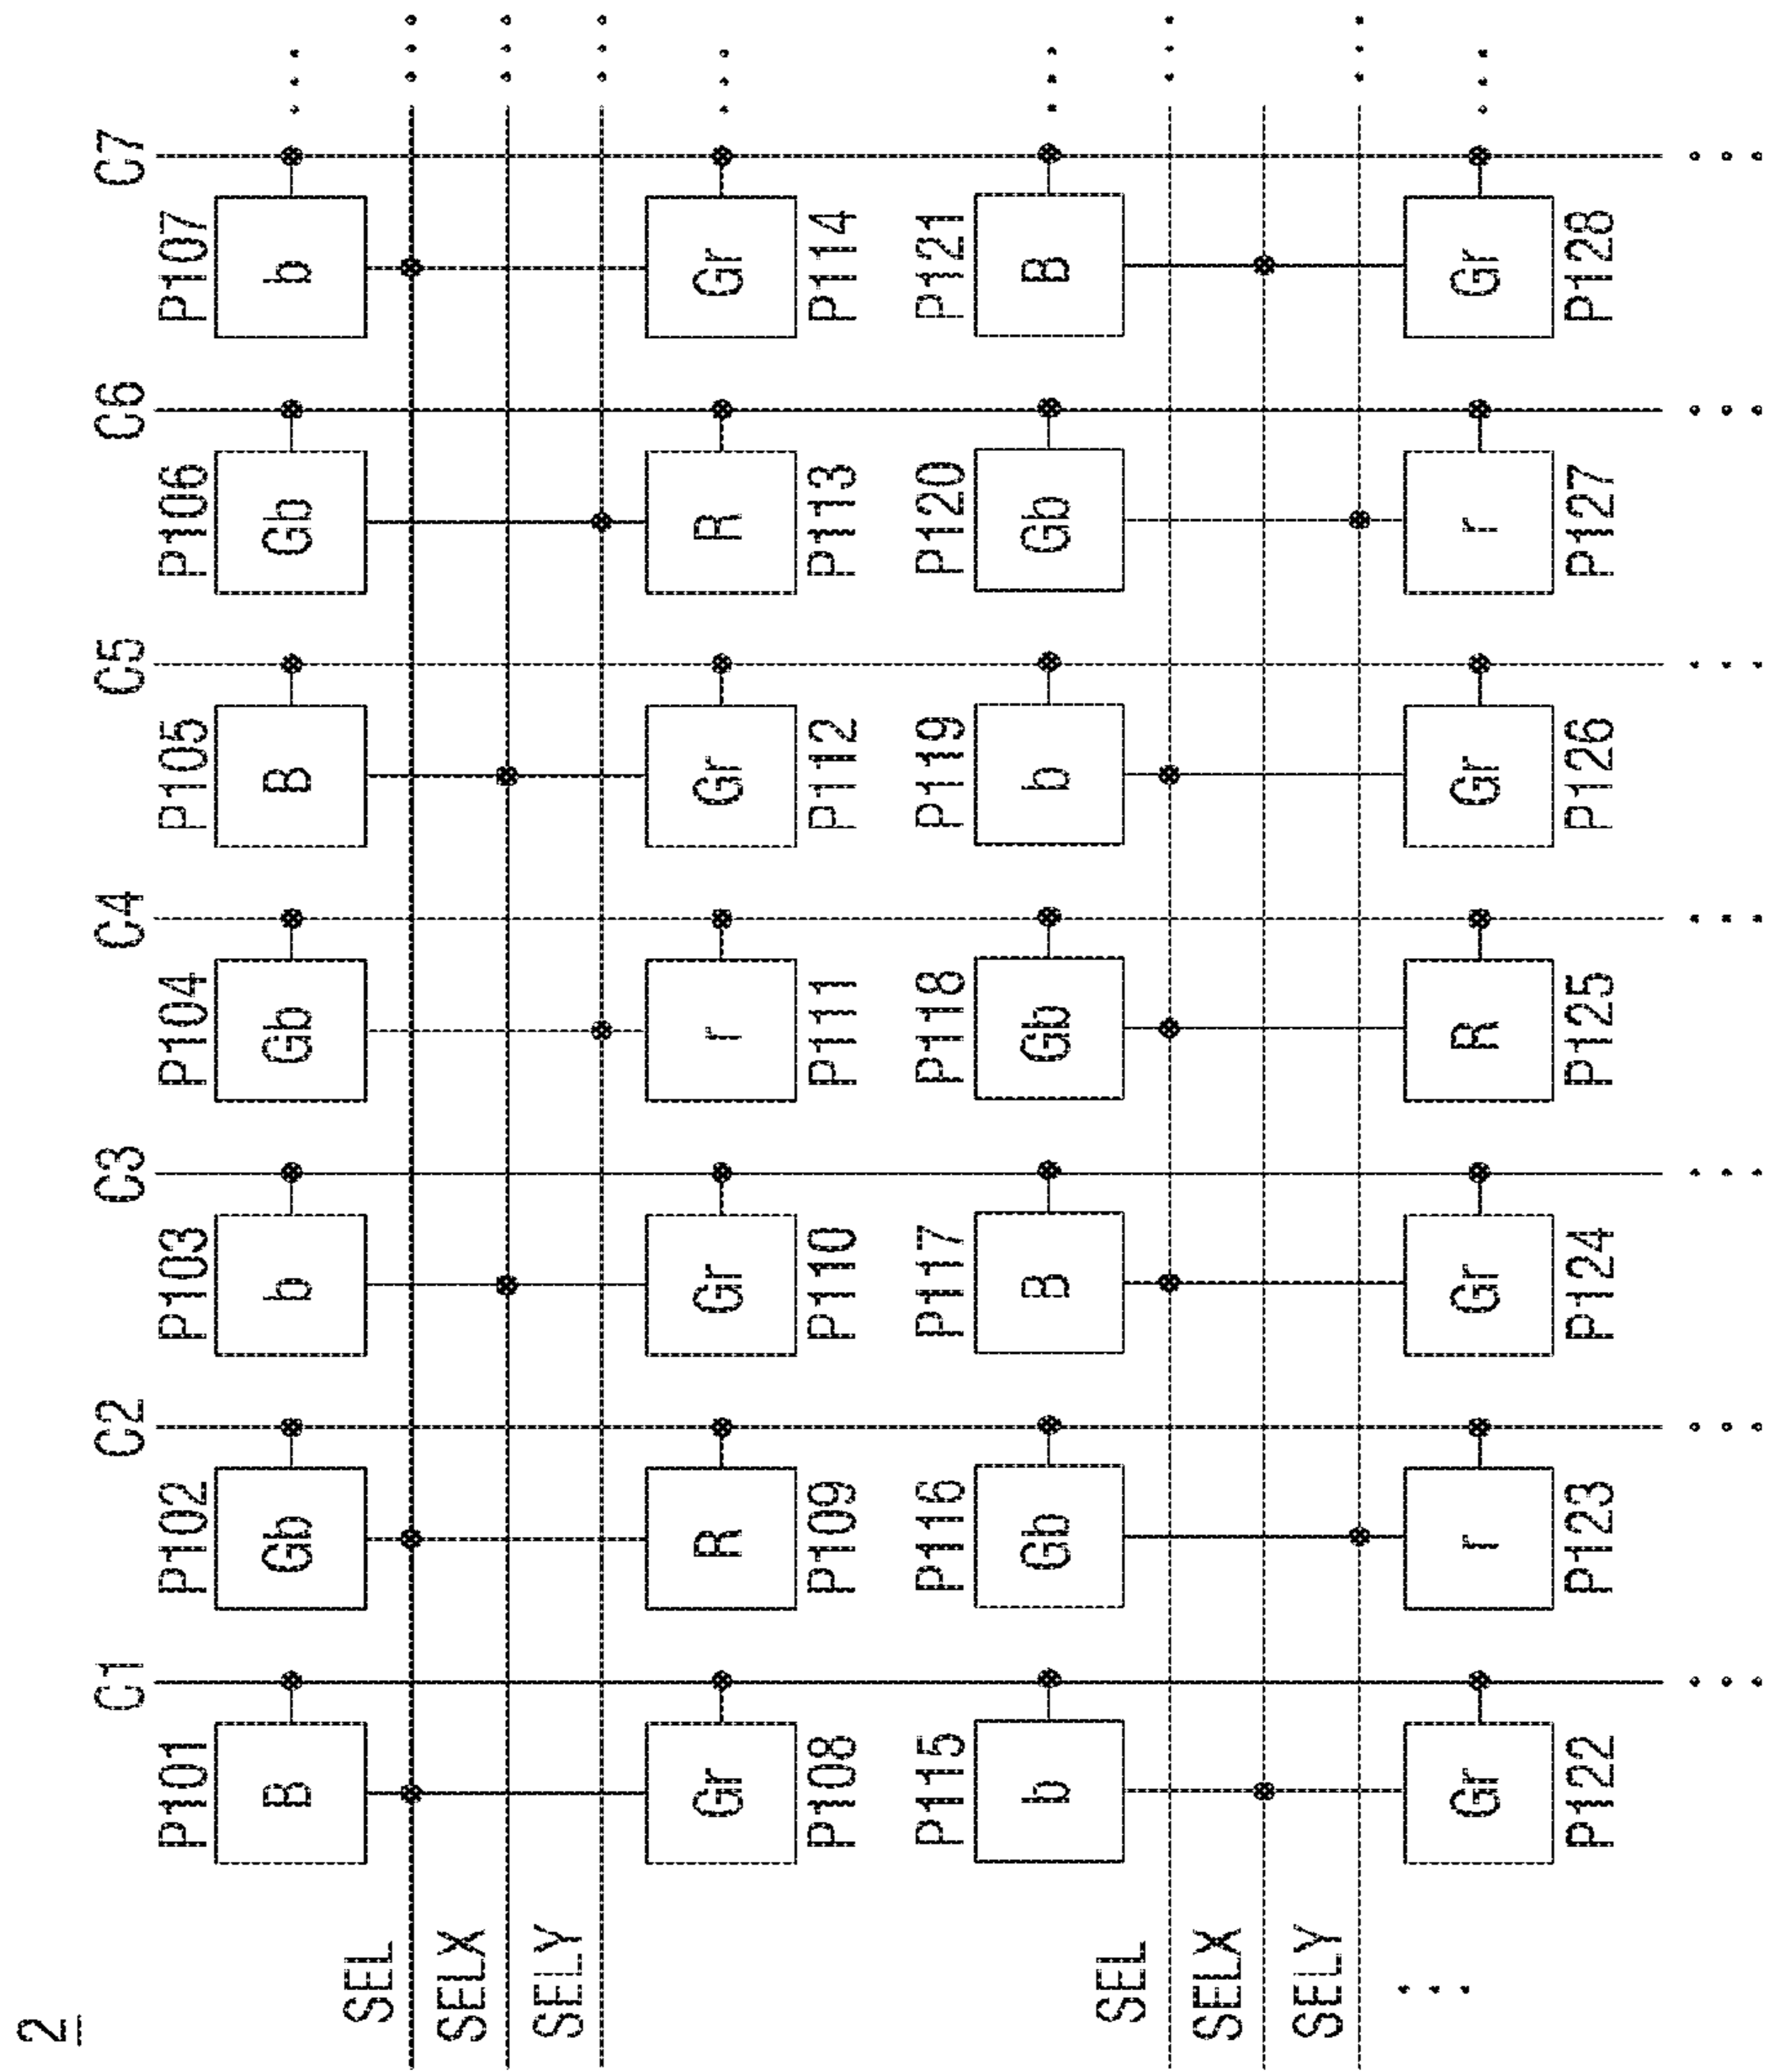 2
C1 C2 C3 C4 C5 C6 C7
P101 P102 P103 P104 P105 P106 P107
B Gb b Gb B Gb b
SEL
SELX
SELY
Gr R Gr r Gr R Gr
P108 P109 P110 P111 P112 P113 P114
P115 P116 P117 P118 P119 P120 P121
b Gb B Gb b Gb B
SEL
SELX
SELY
Gr r Gr R Gr r Gr
P122 P123 P124 P125 P126 P127 P128